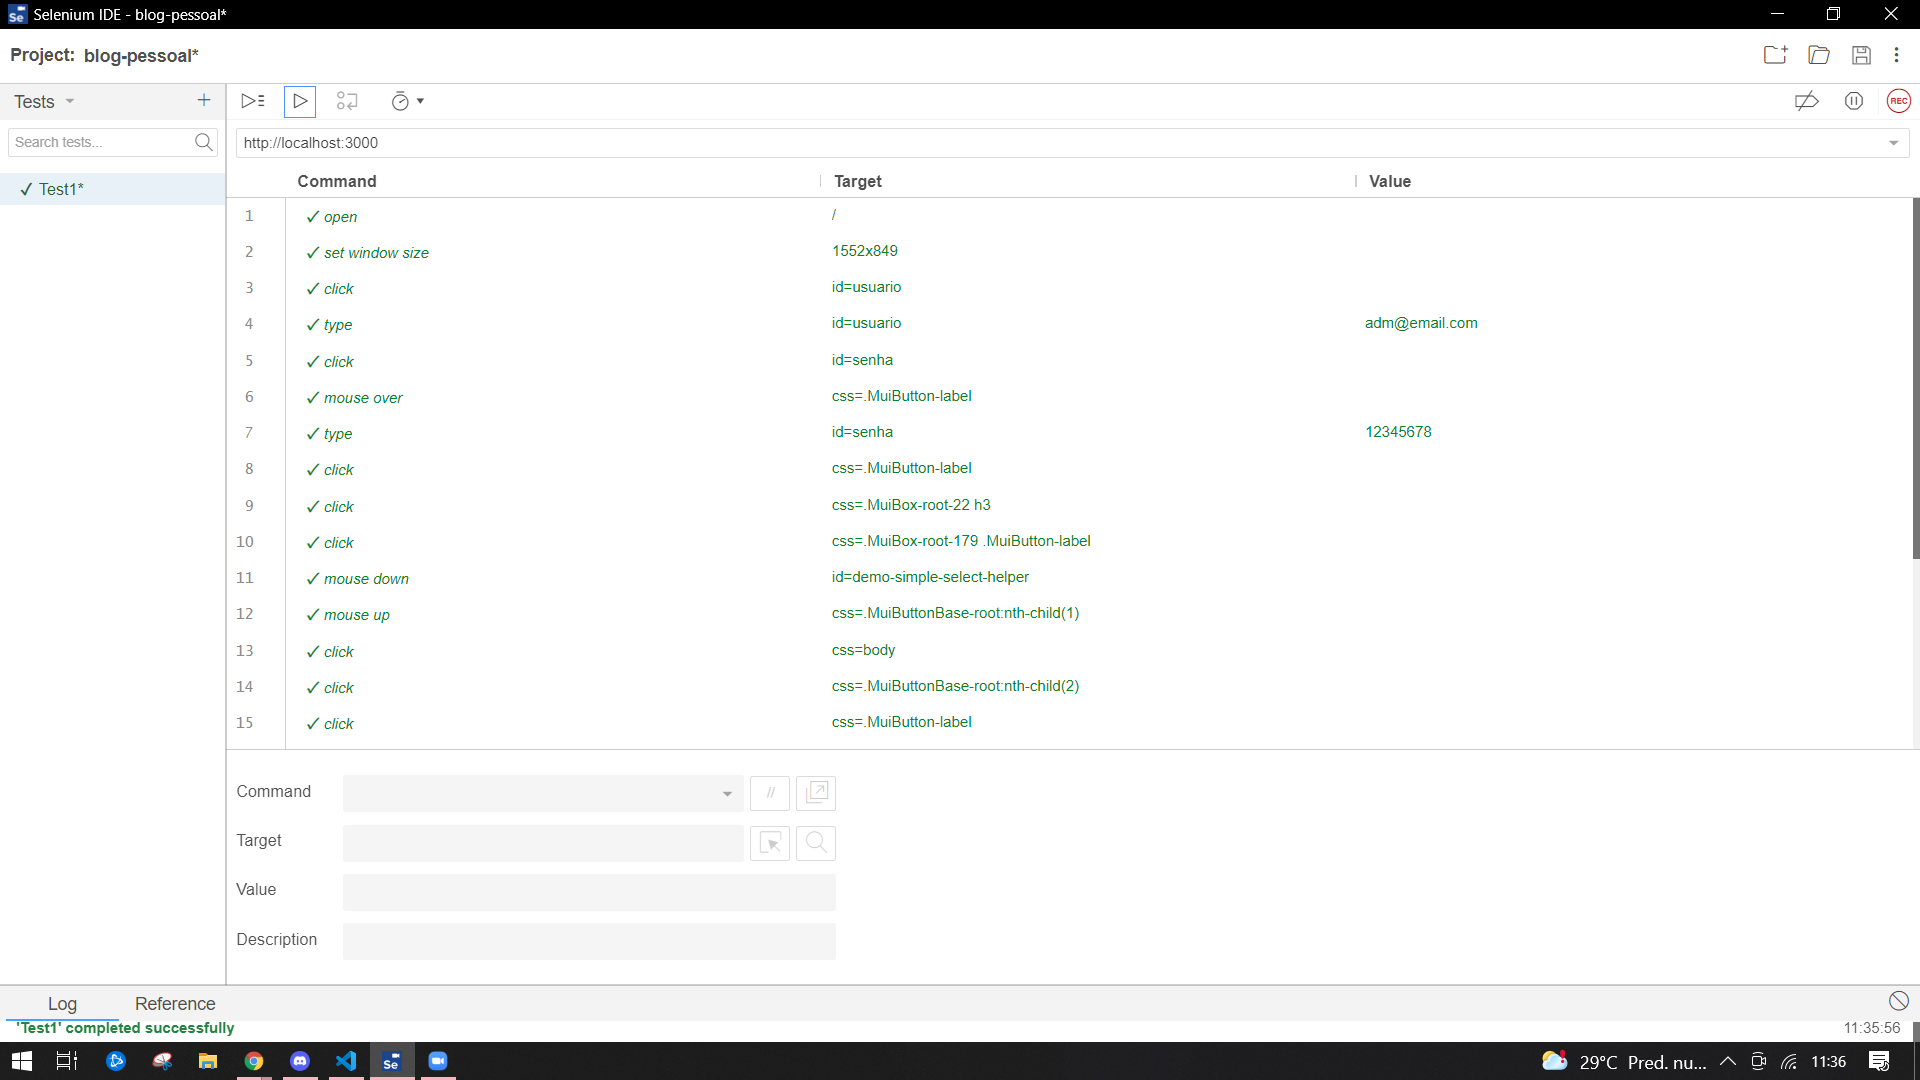 Selenium IDE - blog-pessoal*
Project: blog-pessoal*
Tests
REC
Search tests...
http://localhost:3000
Command Target Value
✓ Test1*
1 ✓ open /
2 ✓ set window size 1552x849
3 ✓ click id=usuario
4 ✓ type id=usuario adm@email.com
5 ✓ click id=senha
6 ✓ mouse over css=.MuiButton-label
7 ✓ type id=senha 12345678
8 ✓ click css=.MuiButton-label
9 ✓ click css=.MuiBox-root-22 h3
10 ✓ click css=.MuiBox-root-179 .MuiButton-label
11 ✓ mouse down id=demo-simple-select-helper
12 ✓ mouse up css=.MuiButtonBase-root:nth-child(1)
13 ✓ click css=body
14 ✓ click css=.MuiButtonBase-root:nth-child(2)
15 ✓ click css=.MuiButton-label
Command //
Target
Value
Description
Log Reference
'Test1' completed successfully 11:35:56
Se 29°C Pred. nu... 11:36